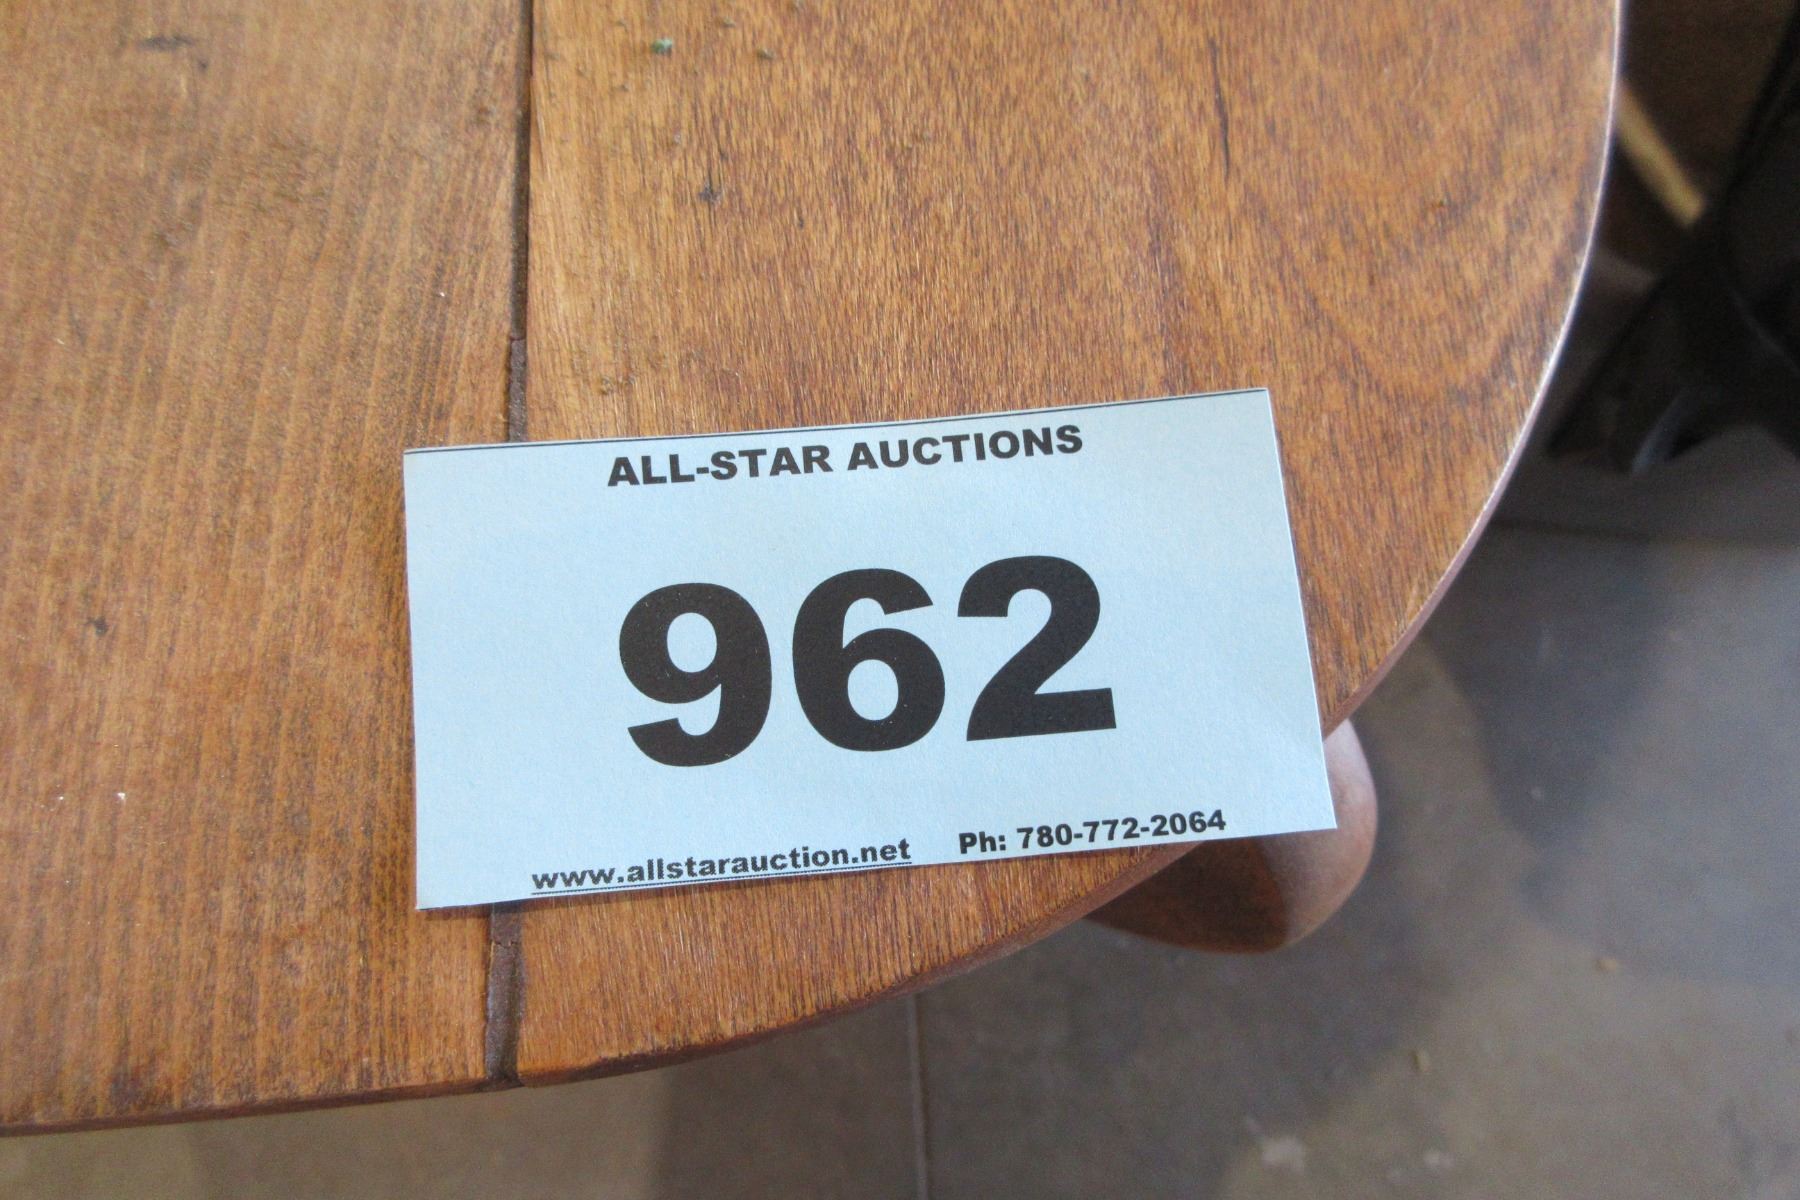 ALL-STAR AUCTIONS
962
www.allstarauction.net Ph: 780-772-2064